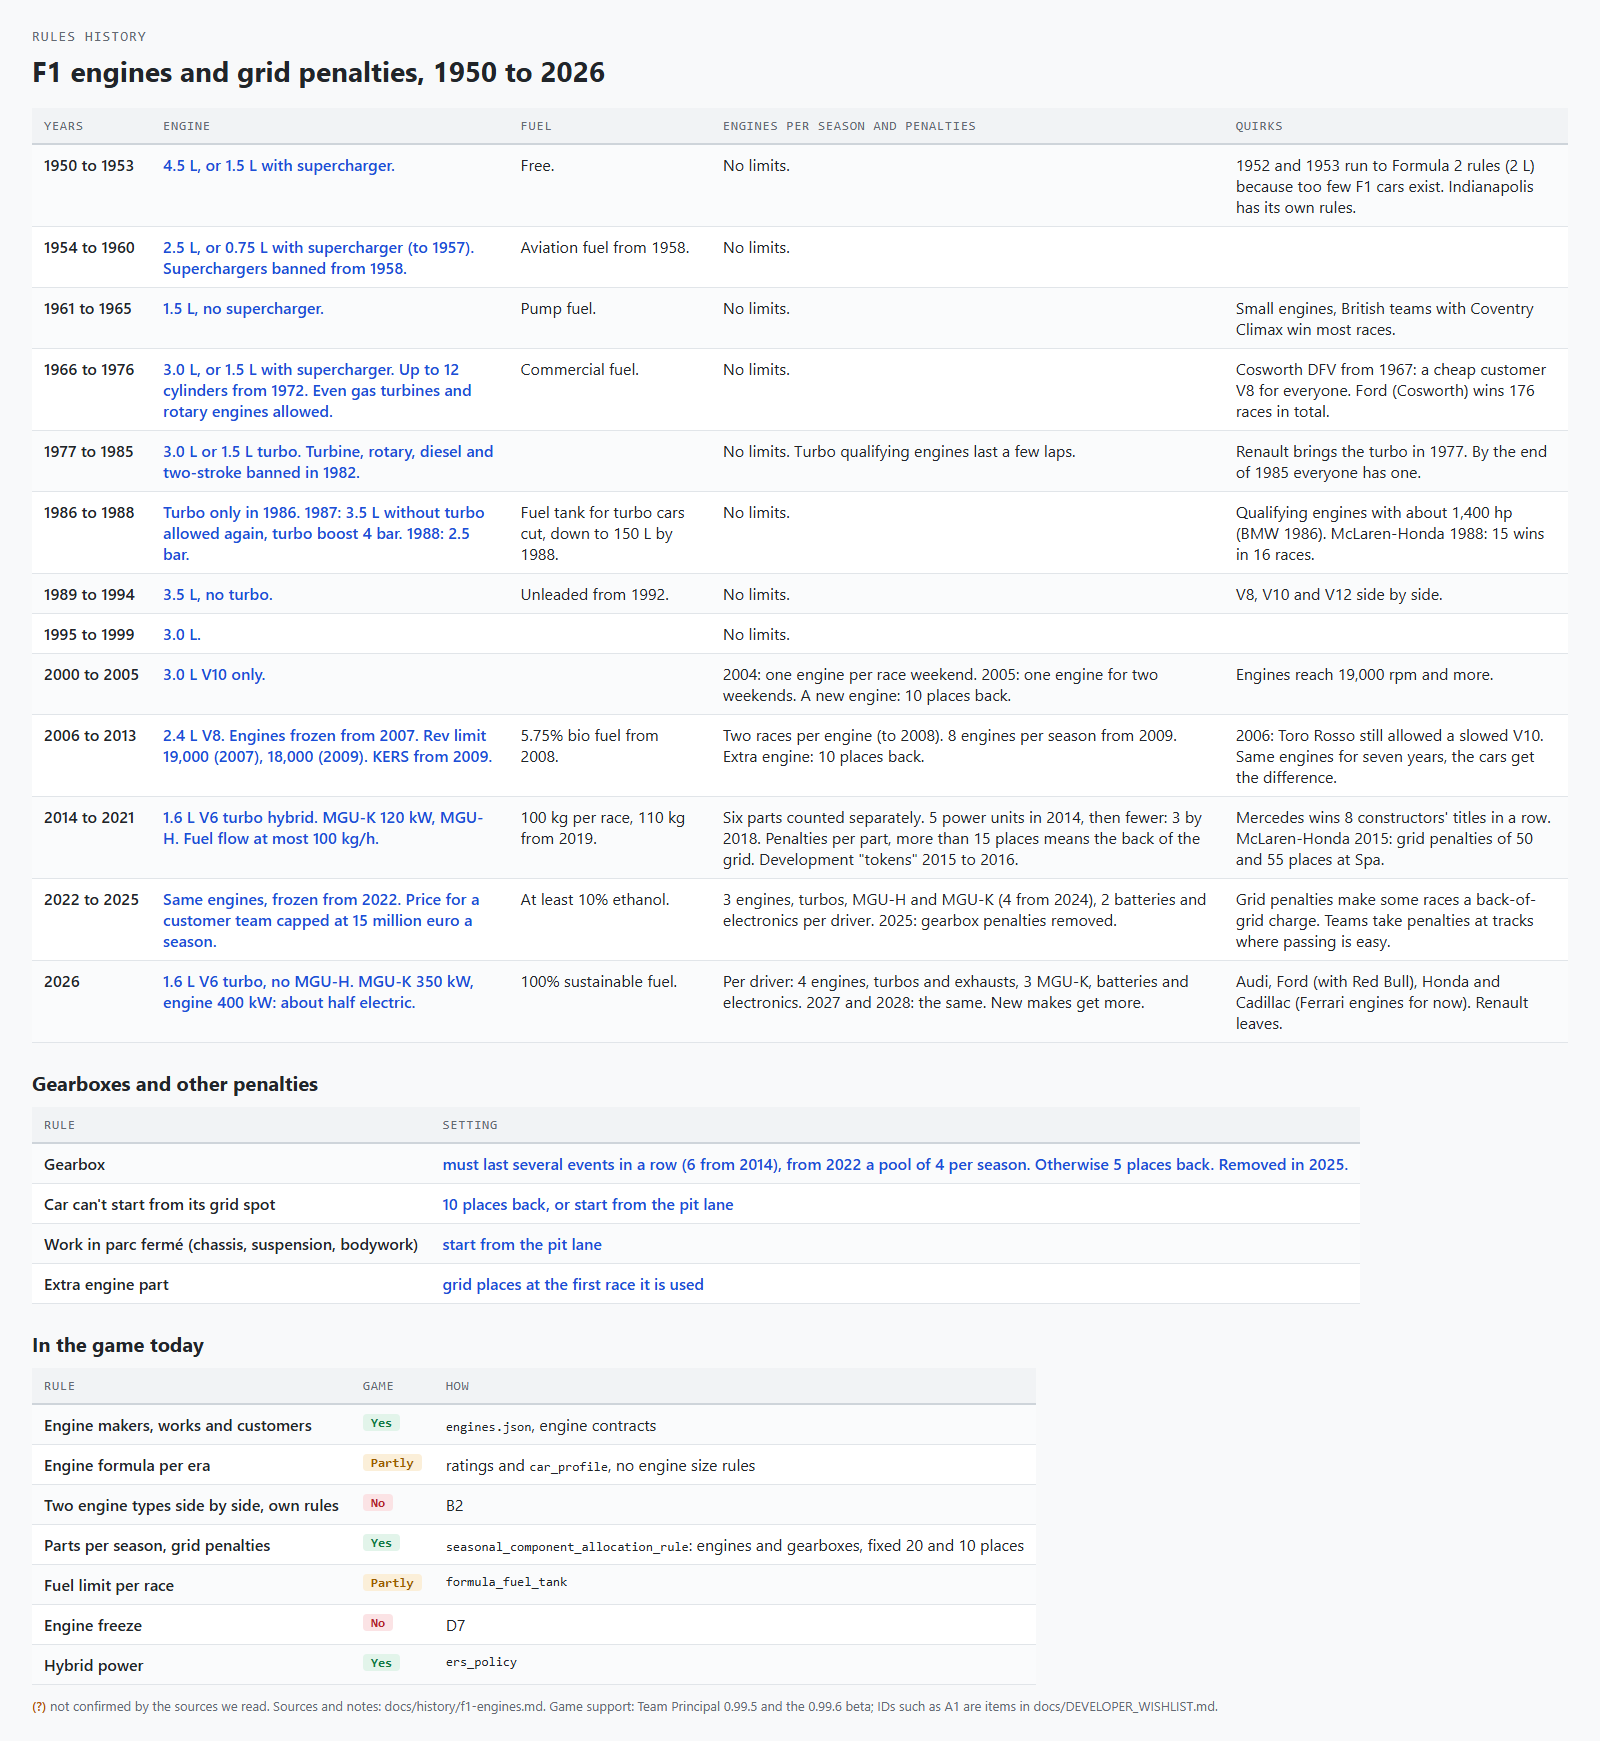 RULES HISTORY
F1 engines and grid penalties, 1950 to 2026
YEARS ENGINE FUEL ENGINES PER SEASON AND PENALTIES QUIRKS
1950 to 1953 4.5 L, or 1.5 L with supercharger. Free. No limits. 1952 and 1953 run to Formula 2 rules (2 L)
because too few F1 cars exist. Indianapolis
has its own rules.
1954 to 1960 2.5 L, or 0.75 L with supercharger (to 1957). Aviation fuel from 1958. No limits.
Superchargers banned from 1958.
1961 to 1965 1.5 L, no supercharger. Pump fuel. No limits. Small engines, British teams with Coventry
Climax win most races.
1966 to 1976 3.0 L, or 1.5 L with supercharger. Up to 12 Commercial fuel. No limits. Cosworth DFV from 1967: a cheap customer
cylinders from 1972. Even gas turbines and V8 for everyone. Ford (Cosworth) wins 176
rotary engines allowed. races in total.
1977 to 1985 3.0 L or 1.5 L turbo. Turbine, rotary, diesel and No limits. Turbo qualifying engines last a few laps. Renault brings the turbo in 1977. By the end
two-stroke banned in 1982. of 1985 everyone has one.
1986 to 1988 Turbo only in 1986. 1987: 3.5 L without turbo Fuel tank for turbo cars No limits. Qualifying engines with about 1,400 hp
allowed again, turbo boost 4 bar. 1988: 2.5 cut, down to 150 L by (BMW 1986). McLaren-Honda 1988: 15 wins
bar. 1988. in 16 races.
1989 to 1994 3.5 L, no turbo. Unleaded from 1992. No limits. V8, V10 and V12 side by side.
1995 to 1999 3.0 L. No limits.
2000 to 2005 3.0 L V10 only. 2004: one engine per race weekend. 2005: one engine for two Engines reach 19,000 rpm and more.
weekends. A new engine: 10 places back.
2006 to 2013 2.4 L V8. Engines frozen from 2007. Rev limit 5.75% bio fuel from Two races per engine (to 2008). 8 engines per season from 2009. 2006: Toro Rosso still allowed a slowed V10.
19,000 (2007), 18,000 (2009). KERS from 2009. 2008. Extra engine: 10 places back. Same engines for seven years, the cars get
the difference.
2014 to 2021 1.6 L V6 turbo hybrid. MGU-K 120 kW, MGU- 100 kg per race, 110 kg Six parts counted separately. 5 power units in 2014, then fewer: 3 by Mercedes wins 8 constructors' titles in a row.
H. Fuel flow at most 100 kg/h. from 2019. 2018. Penalties per part, more than 15 places means the back of the McLaren-Honda 2015: grid penalties of 50
grid. Development "tokens" 2015 to 2016. and 55 places at Spa.
2022 to 2025 Same engines, frozen from 2022. Price for a At least 10% ethanol. 3 engines, turbos, MGU-H and MGU-K (4 from 2024), 2 batteries and Grid penalties make some races a back-of-
customer team capped at 15 million euro a electronics per driver. 2025: gearbox penalties removed. grid charge. Teams take penalties at tracks
season. where passing is easy.
2026 1.6 L V6 turbo, no MGU-H. MGU-K 350 kW, 100% sustainable fuel. Per driver: 4 engines, turbos and exhausts, 3 MGU-K, batteries and Audi, Ford (with Red Bull), Honda and
engine 400 kW: about half electric. electronics. 2027 and 2028: the same. New makes get more. Cadillac (Ferrari engines for now). Renault
leaves.
Gearboxes and other penalties
RULE SETTING
Gearbox must last several events in a row (6 from 2014), from 2022 a pool of 4 per season. Otherwise 5 places back. Removed in 2025.
Car can't start from its grid spot 10 places back, or start from the pit lane
Work in parc fermé (chassis, suspension, bodywork) start from the pit lane
Extra engine part grid places at the first race it is used
In the game today
RULE GAME HOW
Engine makers, works and customers Yes engines.json, engine contracts
Engine formula per era Partly ratings and car_profile, no engine size rules
Two engine types side by side, own rules No B2
Parts per season, grid penalties Yes seasonal_component_allocation_rule: engines and gearboxes, fixed 20 and 10 places
Fuel limit per race Partly formula_fuel_tank
Engine freeze No D7
Hybrid power Yes ers_policy
(?) not confirmed by the sources we read. Sources and notes: docs/history/f1-engines.md. Game support: Team Principal 0.99.5 and the 0.99.6 beta; IDs such as A1 are items in docs/DEVELOPER_WISHLIST.md.